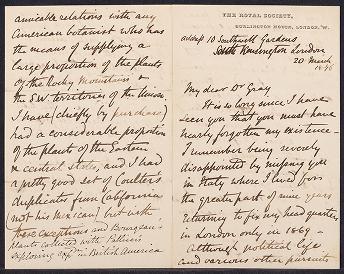 THE ROYAL SOCIETY,
BURLINGTON HOUSE, LONDON, W.
address 10 Southwell Gardens
South Kensington London
20 March
My dear Dr Gray
It is so long since I have
seen you that you must have
nearly forgotten my existence -
I remember being severely
disappointed by missing you
in Italy where I lived for
the greater part of nine years
returning to fix my head quarters
in London only in 1869 -
although political life
and various other pursuits
amicable relations with any
American botanist who has
the means of supplying a
large proportion of the plants
of the Rocky Mountains &
the SW territories of the Union
I have (chiefly by purchase)
had a considerable proportion
of the plants of the Eastern
& central states, and I had
a pretty good set of Coulter's
duplicates from California
(not his Mexican) but with
these exceptions and Bourgeau's
plants collected with Palliser's
exploring expn in British America